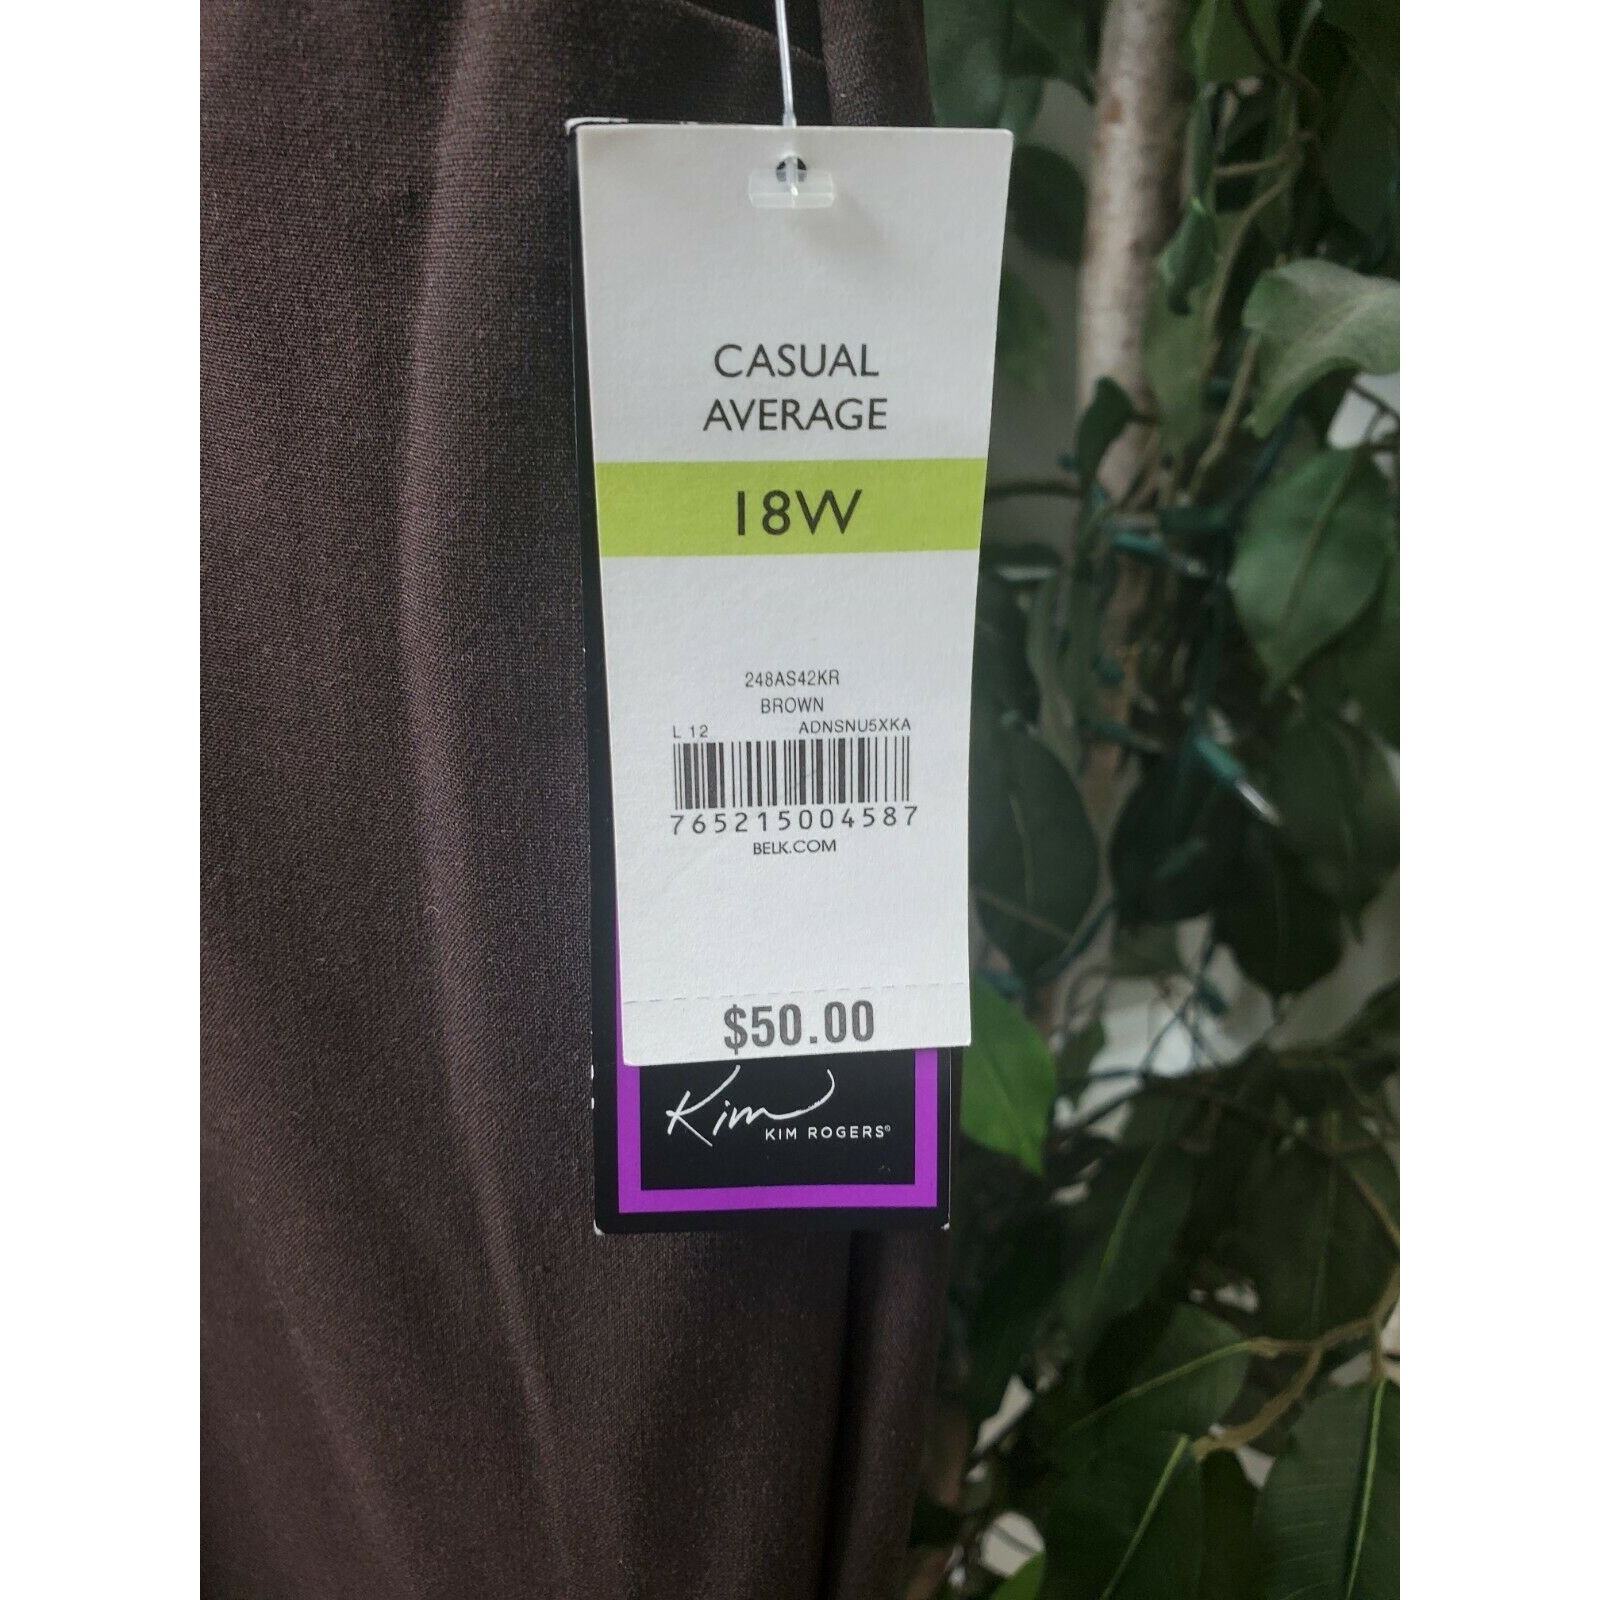 CASUAL
AVERAGE
18W
248AS42KR
BROWN
L 12 ADNSNU5XKA
765215004587
BELK.COM
$50.00
Kim
KIM ROGERS®